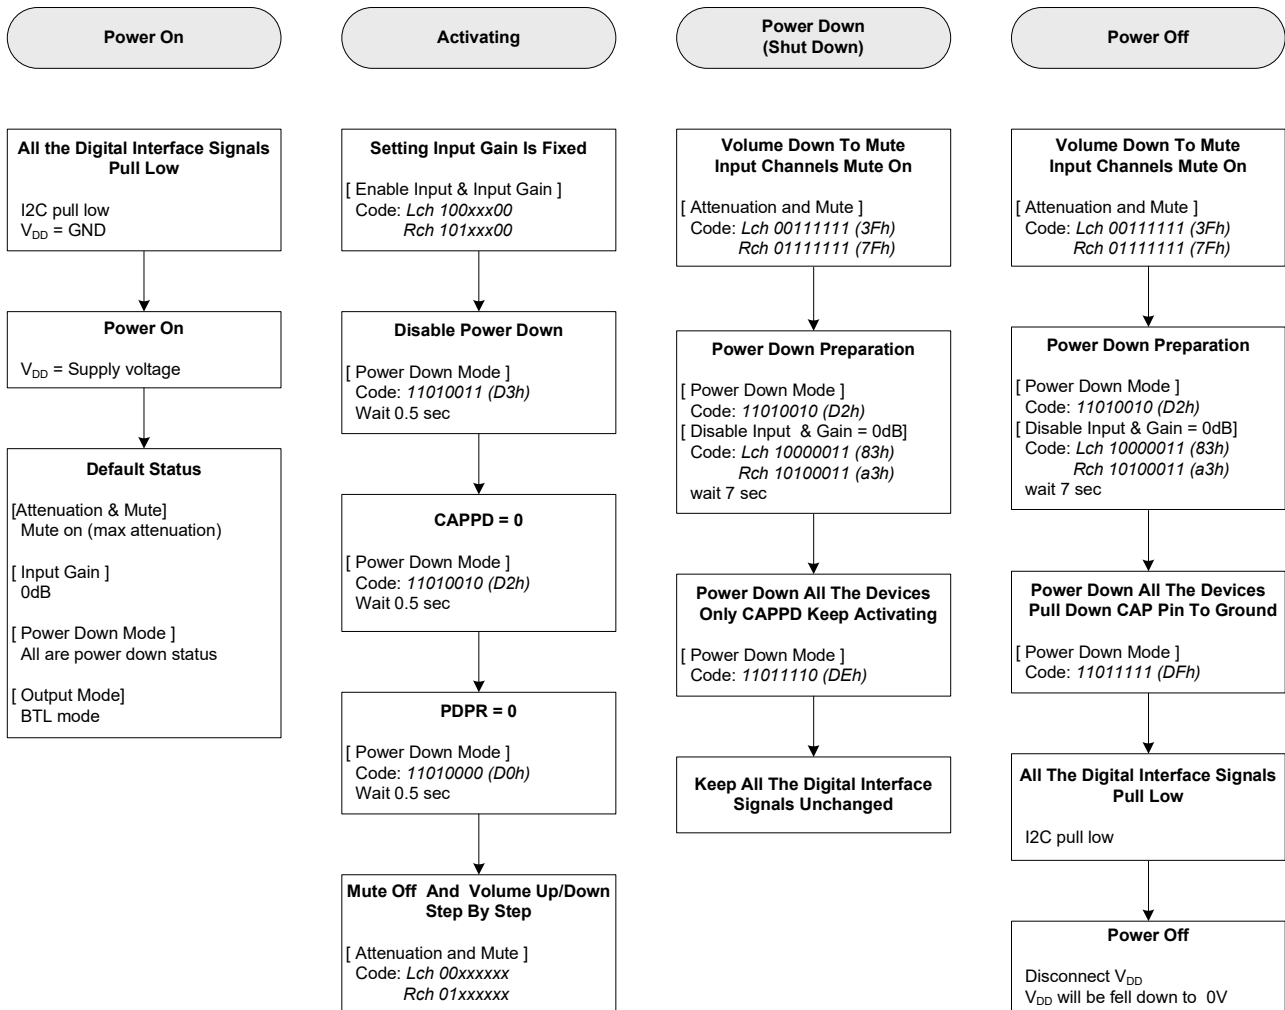 Power On
All the Digital Interface Signals
Pull Low
I2C pull low
VDD = GND
Power On
VDD = Supply voltage
Default Status
[Attenuation & Mute]
Mute on (max attenuation)
[ Input Gain ]
0dB
[ Power Down Mode ]
All are power down status
[ Output Mode]
BTL mode
Activating
Setting Input Gain Is Fixed
[ Enable Input & Input Gain ]
Code: Lch 100xxx00
Rch 101xxx00
Disable Power Down
[ Power Down Mode ]
Code: 11010011 (D3h)
Wait 0.5 sec
CAPPD = 0
[ Power Down Mode ]
Code: 11010010 (D2h)
Wait 0.5 sec
PDPR = 0
[ Power Down Mode ]
Code: 11010000 (D0h)
Wait 0.5 sec
Mute Off And Volume Up/Down
Step By Step
[ Attenuation and Mute ]
Code: Lch 00xxxxxx
Rch 01xxxxxx
Power Down
(Shut Down)
Volume Down To Mute
Input Channels Mute On
[ Attenuation and Mute ]
Code: Lch 00111111 (3Fh)
Rch 01111111 (7Fh)
Power Down Preparation
[ Power Down Mode ]
Code: 11010010 (D2h)
[ Disable Input & Gain = 0dB]
Code: Lch 10000011 (83h)
Rch 10100011 (a3h)
wait 7 sec
Power Down All The Devices
Only CAPPD Keep Activating
[ Power Down Mode ]
Code: 11011110 (DEh)
Keep All The Digital Interface
Signals Unchanged
Power Off
Volume Down To Mute
Input Channels Mute On
[ Attenuation and Mute ]
Code: Lch 00111111 (3Fh)
Rch 01111111 (7Fh)
Power Down Preparation
[ Power Down Mode ]
Code: 11010010 (D2h)
[ Disable Input & Gain = 0dB]
Code: Lch 10000011 (83h)
Rch 10100011 (a3h)
wait 7 sec
Power Down All The Devices
Pull Down CAP Pin To Ground
[ Power Down Mode ]
Code: 11011111 (DFh)
All The Digital Interface Signals
Pull Low
I2C pull low
Power Off
Disconnect VDD
VDD will be fell down to 0V